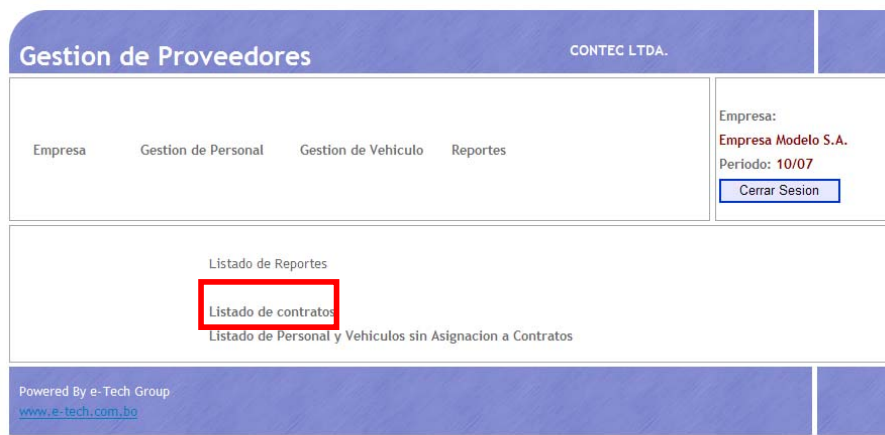 Gestion de Proveedores
CONTEC LTDA.
Empresa
Gestion de Personal
Gestion de Vehiculo
Reportes
Empresa:
Empresa Modelo S.A.
Periodo: 10/07
Cerrar Sesion
Listado de Reportes
Listado de contratos
Listado de Personal y Vehiculos sin Asignacion a Contratos
Powered By e-Tech Group
www.e-tech.com.bo